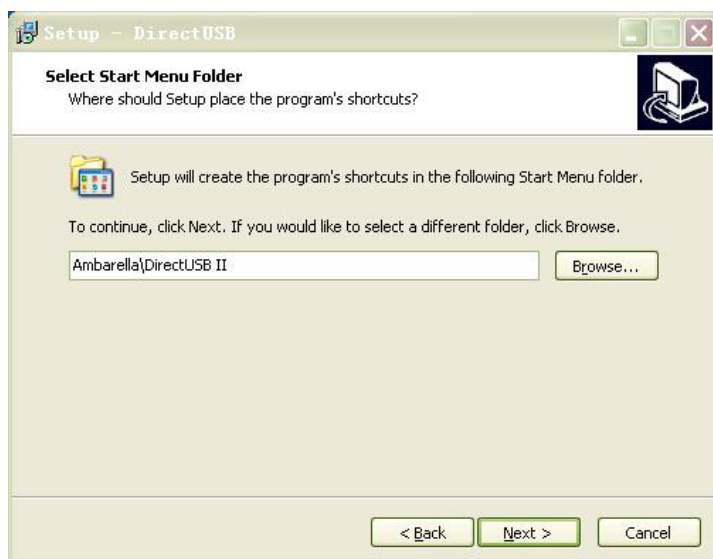 Setup - DirectUSB
Select Start Menu Folder
Where should Setup place the program's shortcuts?
Setup will create the program's shortcuts in the following Start Menu folder.
To continue, click Next. If you would like to select a different folder, click Browse.
Ambarella\DirectUSB II
Browse...
< Back
Next >
Cancel